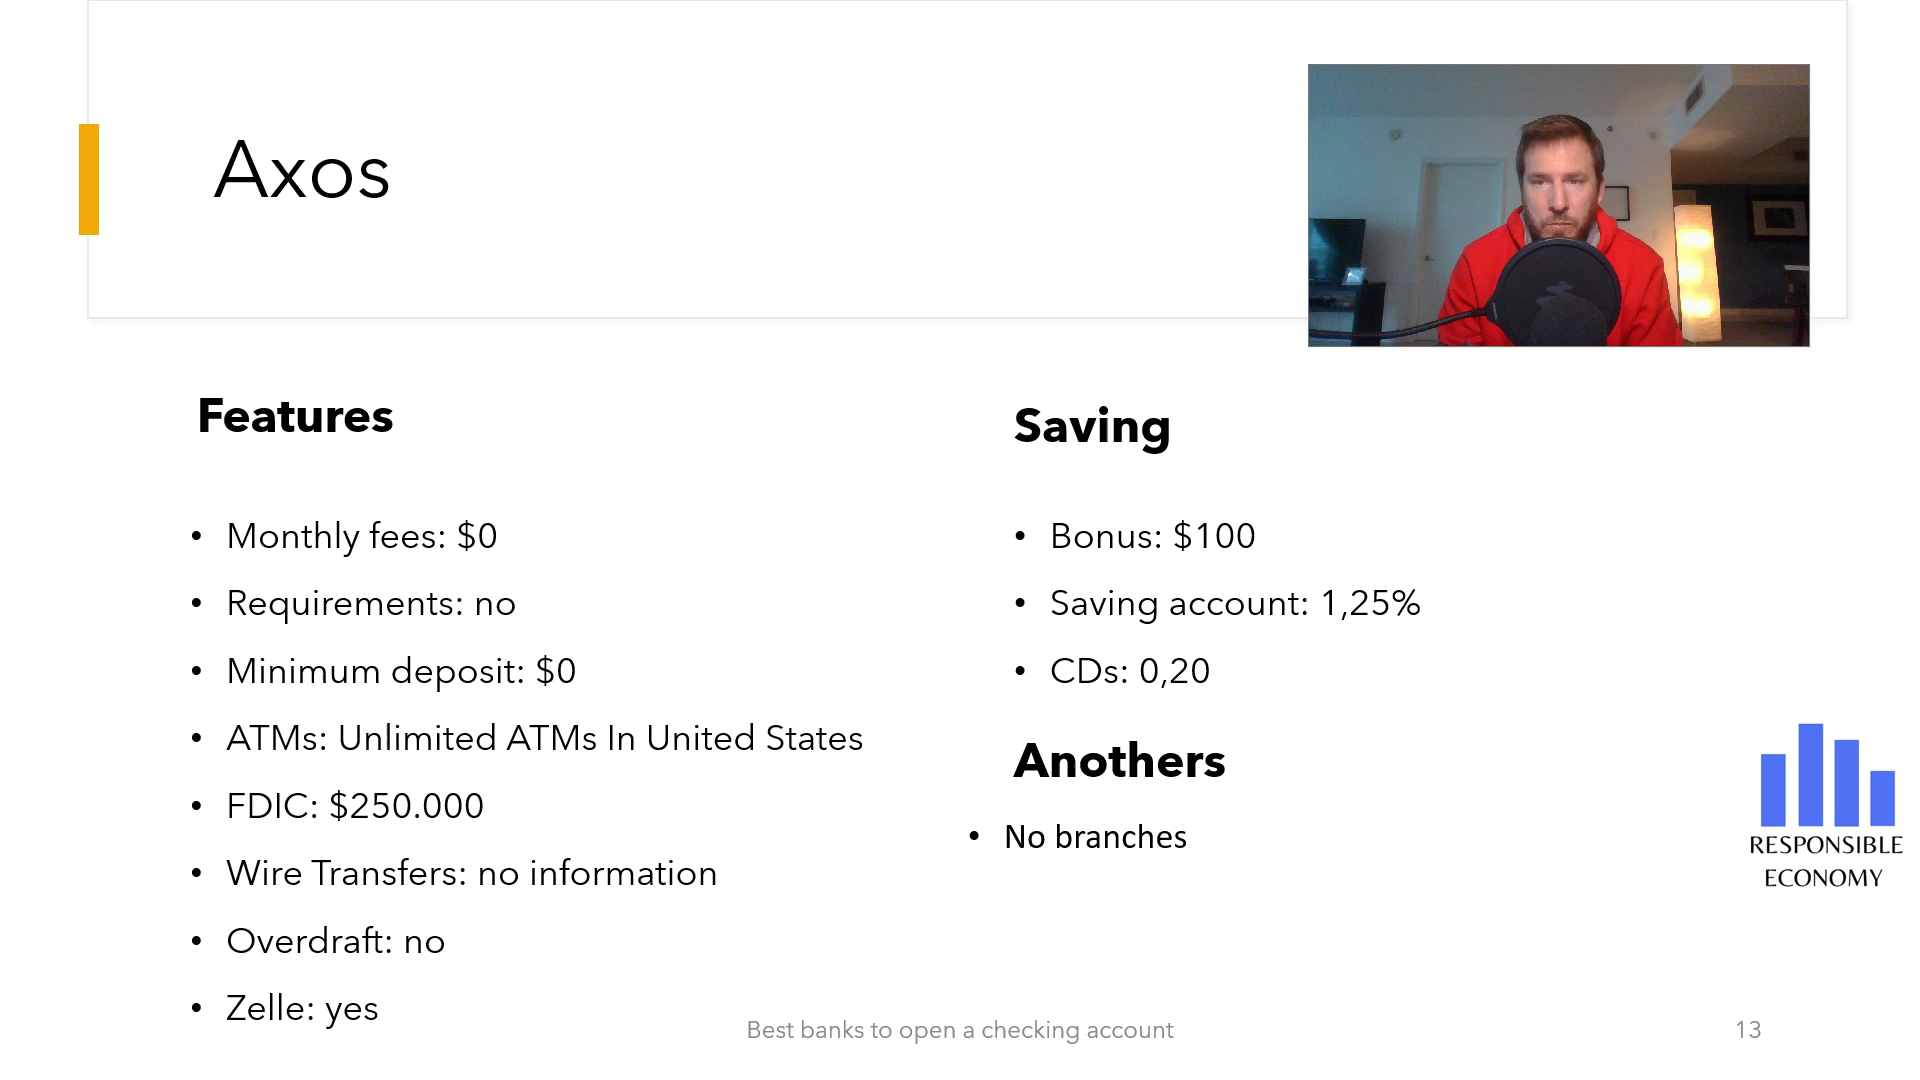 Axos
Features
• Monthly fees: $0
• Requirements: no
• Minimum deposit: $0
• ATMs: Unlimited ATMs In United States
• FDIC: $250.000
• Wire Transfers: no information
• Overdraft: no
• Zelle: yes
Saving
• Bonus: $100
• Saving account: 1,25%
• CDs: 0,20
Anothers
• No branches
RESPONSIBLE
ECONOMY
Best banks to open a checking account
13